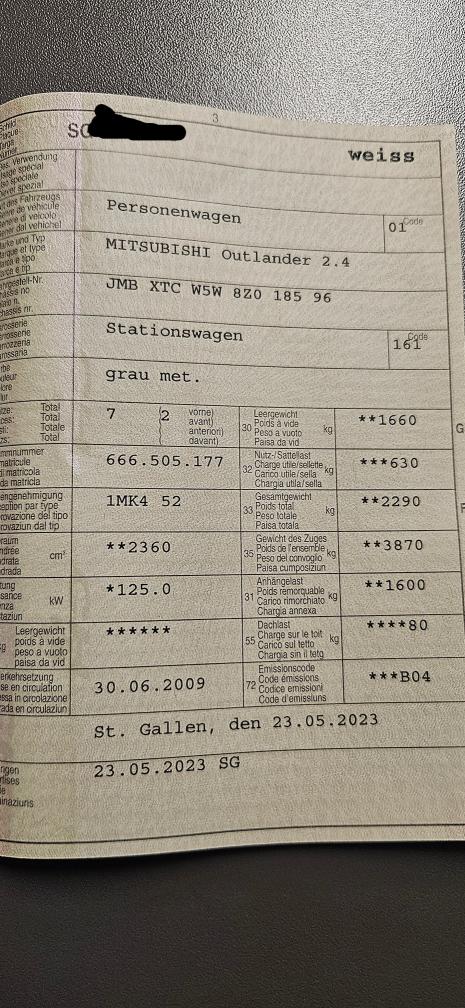 3
weiss
Personenwagen
Code
01
MITSUBISHI Outlander 2.4
JMB XTC W5W 8Z0 185 96
Stationswagen
Code
161
grau met.
Total 7 (2 vorne) Leergewicht **1660
Total avant) 30 Poids à vide kg
Totale anteriori) Peso a vuoto
Total davant) Paisa da vid
666.505.177 Nutz-/Sattellast ***630
32 Charge utile/sellette kg
Carico utile/sella
Chargia utila/sella
1MK4 52 Gesamtgewicht **2290
33 Poids total kg
Peso totale
Paisa totala
cm³ **2360 Gewicht des Zuges **3870
35 Poids de l'ensemble kg
Peso del convoglio
Paisa cumposiziun
kW *125.0 Anhängelast **1600
31 Poids remorquable kg
Carico rimorchiato
Chargia annexa
Leergewicht ****** Dachlast ****80
poids à vide 55 Charge sur le toit kg
peso a vuoto Carico sul tetto
paisa da vid Chargia sin il tetg
30.06.2009 Emissionscode ***B04
72 Code émissions
Codice emissioni
Code d'emissiuns
St. Gallen, den 23.05.2023
23.05.2023 SG